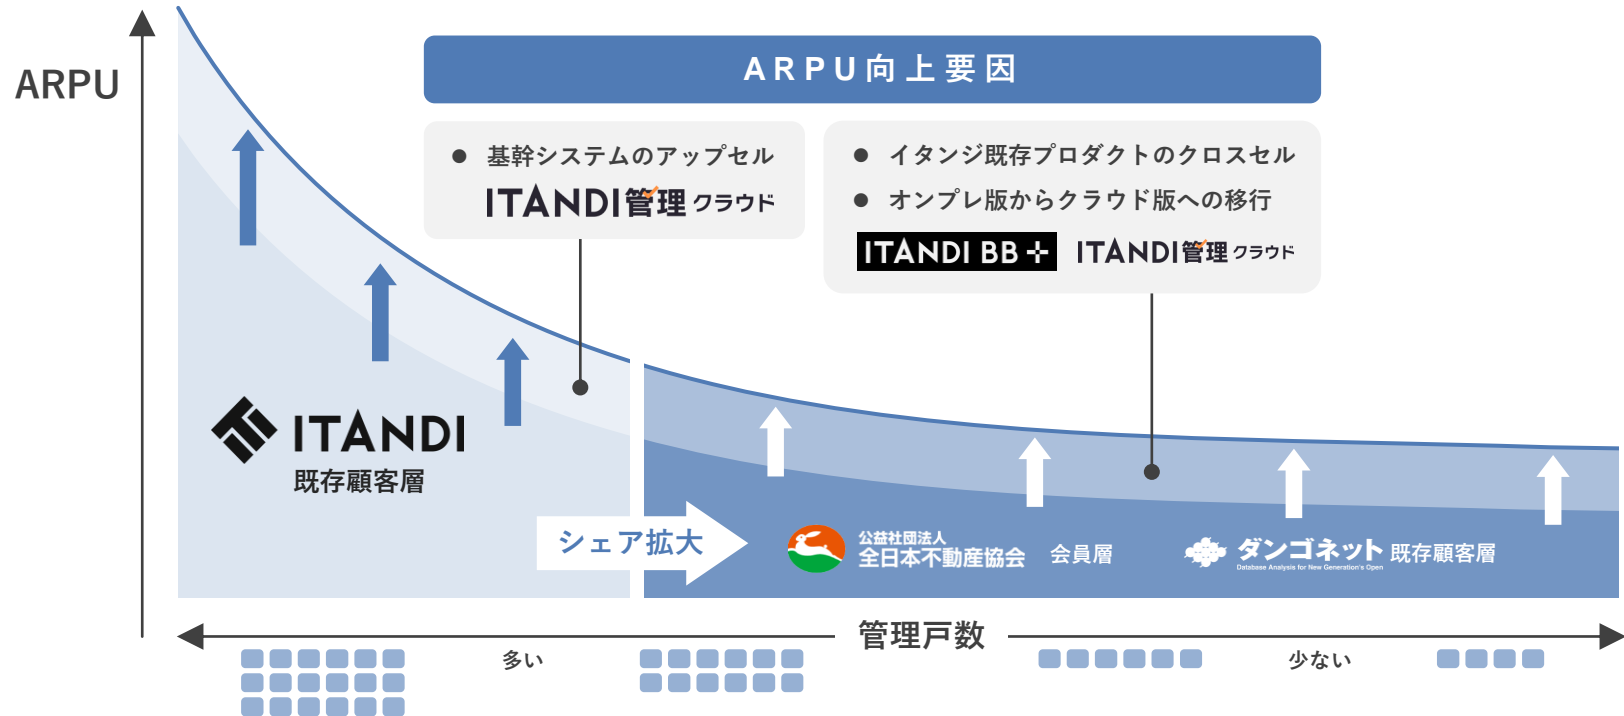 ARPU
ARPU向上要因
● 基幹システムのアップセル
ITANDI管理クラウド
● イタンジ既存プロダクトのクロスセル
● オンプレ版からクラウド版への移行
ITANDI BB + ITANDI管理クラウド
ITANDI
既存顧客層
シェア拡大
公益社団法人
全日本不動産協会 会員層
ダンゴネット 既存顧客層
Database Analysis for New Generation's Open
管理戸数
多い 少ない